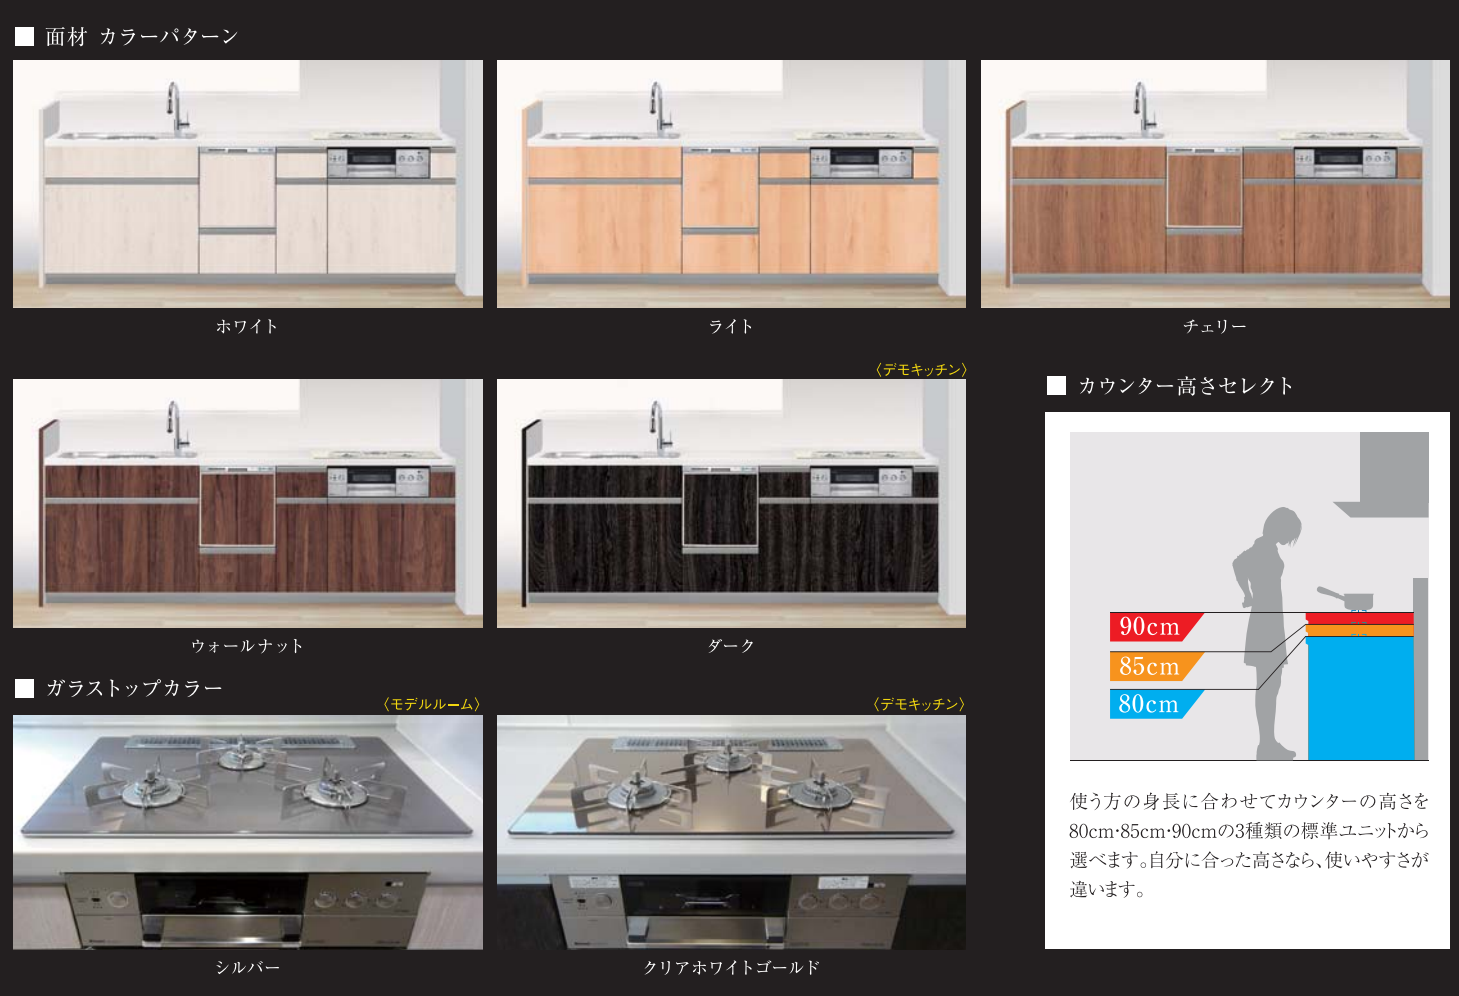 面材 カラーパターン
ホワイト
ライト
チェリー
〈デモキッチン〉
ウォールナット
ダーク
カウンター高さセレクト
90cm
85cm
80cm
使う方の身長に合わせてカウンターの高さを
80cm・85cm・90cmの3種類の標準ユニットから
選べます。自分に合った高さなら、使いやすさが
違います。
ガラストップカラー
〈モデルルーム〉
〈デモキッチン〉
シルバー
クリアホワイトゴールド